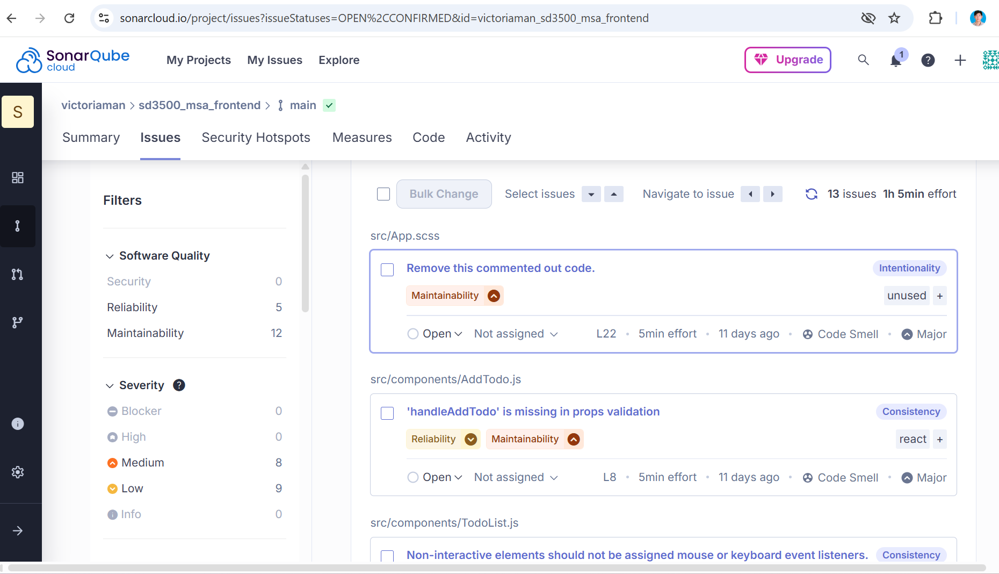 sonarcloud.io/project/issues?issueStatuses=OPEN%2CCONFIRMED&id=victoriaman_sd3500_msa_frontend
SonarQube cloud
My Projects My Issues Explore
Upgrade
1
?
victoriaman > sd3500_msa_frontend > main
S
Summary Issues Security Hotspots Measures Code Activity
Filters
Software Quality
Security 0
Reliability 5
Maintainability 12
Severity ?
Blocker 0
High 0
Medium 8
Low 9
Info 0
Bulk Change Select issues Navigate to issue 13 issues 1h 5min effort
src/App.scss
Remove this commented out code. Intentionality
Maintainability unused +
Open Not assigned L22 • 5min effort • 11 days ago • Code Smell • Major
src/components/AddTodo.js
'handleAddTodo' is missing in props validation Consistency
Reliability Maintainability react +
Open Not assigned L8 • 5min effort • 11 days ago • Code Smell • Major
src/components/TodoList.js
Non-interactive elements should not be assigned mouse or keyboard event listeners. Consistency